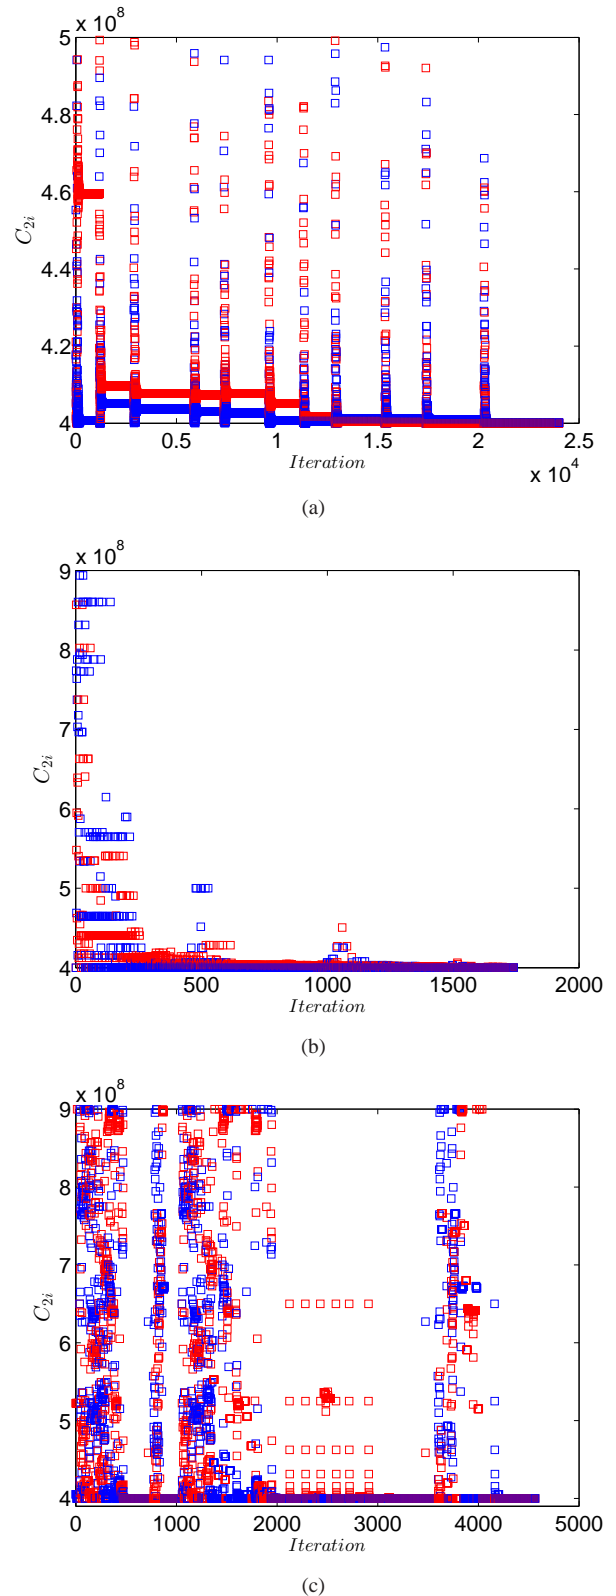 x 10^8
5
4.8
4.6
4.4
4.2
4
C_{2i}
0 0.5 1 1.5 2 2.5
Iteration
x 10^4
(a)
x 10^8
9
8
7
6
5
4
C_{2i}
0 500 1000 1500 2000
Iteration
(b)
x 10^8
9
8
7
6
5
4
C_{2i}
0 1000 2000 3000 4000 5000
Iteration
(c)